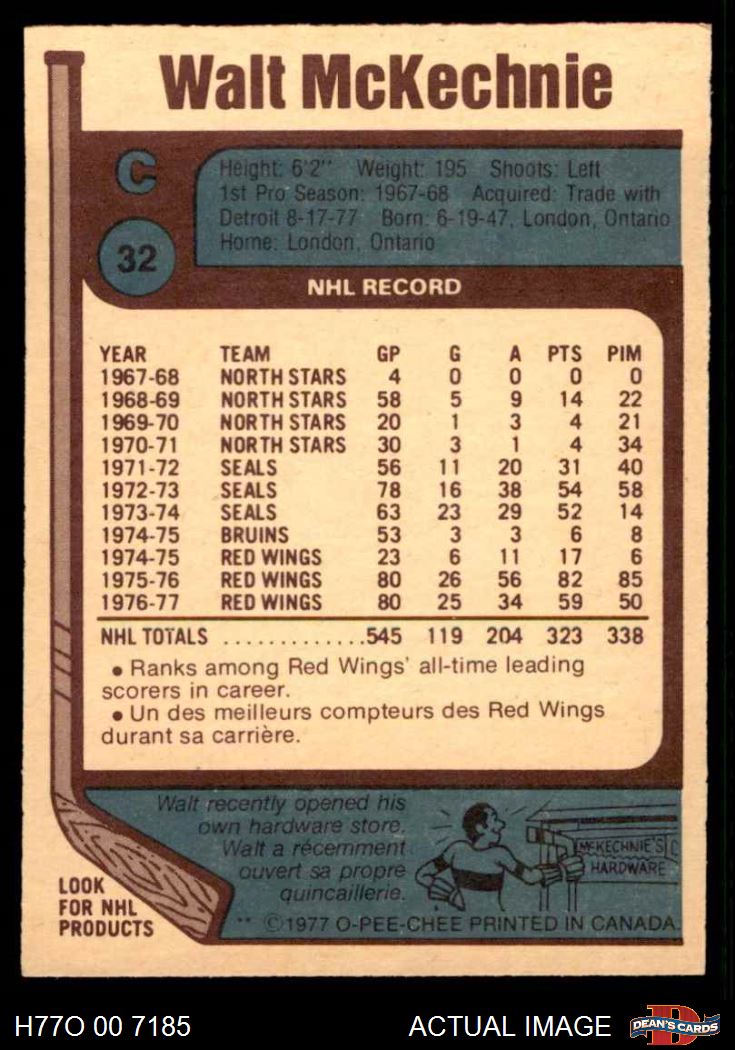 Walt McKechnie
C
32
Height: 6'2" Weight: 195 Shoots: Left
1st Pro Season: 1967-68 Acquired: Trade with
Detroit 8-17-77 Born: 6-19-47, London, Ontario
Home: London, Ontario
NHL RECORD
YEAR TEAM GP G A PTS PIM
1967-68 NORTH STARS 4 0 0 0 0
1968-69 NORTH STARS 58 5 9 14 22
1969-70 NORTH STARS 20 1 3 4 21
1970-71 NORTH STARS 30 3 1 4 34
1971-72 SEALS 56 11 20 31 40
1972-73 SEALS 78 16 38 54 58
1973-74 SEALS 63 23 29 52 14
1974-75 BRUINS 53 3 3 6 8
1974-75 RED WINGS 23 6 11 17 6
1975-76 RED WINGS 80 26 56 82 85
1976-77 RED WINGS 80 25 34 59 50
NHL TOTALS .............545 119 204 323 338
• Ranks among Red Wings' all-time leading
scorers in career.
• Un des meilleurs compteurs des Red Wings
durant sa carrière.
Walt recently opened his
own hardware store.
Walt a récemment
ouvert sa propre
quincaillerie.
McKECHNIE'S
HARDWARE
LOOK
FOR NHL
PRODUCTS
** ©1977 O-PEE-CHEE PRINTED IN CANADA
H77O 00 7185 ACTUAL IMAGE
D
DEAN'S CARDS